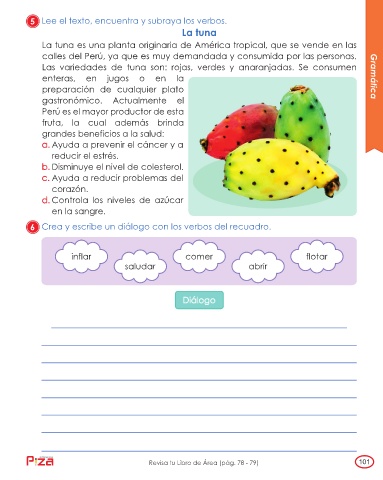 5 Lee el texto, encuentra y subraya los verbos.
La tuna
La tuna es una planta originaria de América tropical, que se vende en las
calles del Perú, ya que es muy demandada y consumida por las personas.
Las variedades de tuna son: rojas, verdes y anaranjadas. Se consumen
enteras, en jugos o en la
preparación de cualquier plato
gastronómico. Actualmente el
Perú es el mayor productor de esta
fruta, la cual además brinda
grandes beneficios a la salud:
a. Ayuda a prevenir el cáncer y a
reducir el estrés.
b. Disminuye el nivel de colesterol.
c. Ayuda a reducir problemas del
corazón.
d. Controla los niveles de azúcar
en la sangre.
Gramática
6 Crea y escribe un diálogo con los verbos del recuadro.
inflar
saludar
comer
abrir
flotar
Diálogo
Revisa tu Libro de Área (pág. 78 - 79)
101